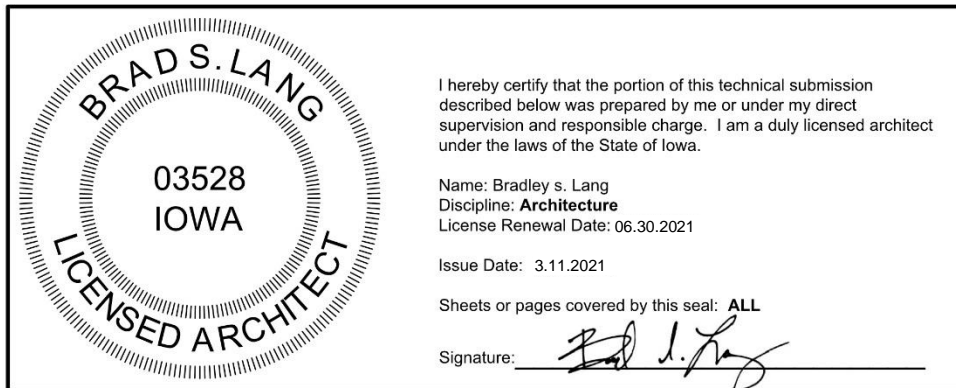 BRAD S. LANG
03528
IOWA
LICENSED ARCHITECT
I hereby certify that the portion of this technical submission
described below was prepared by me or under my direct
supervision and responsible charge. I am a duly licensed architect
under the laws of the State of Iowa.
Name: Bradley s. Lang
Discipline: Architecture
License Renewal Date: 06.30.2021
Issue Date: 3.11.2021
Sheets or pages covered by this seal: ALL
Signature: Brad S. Lang